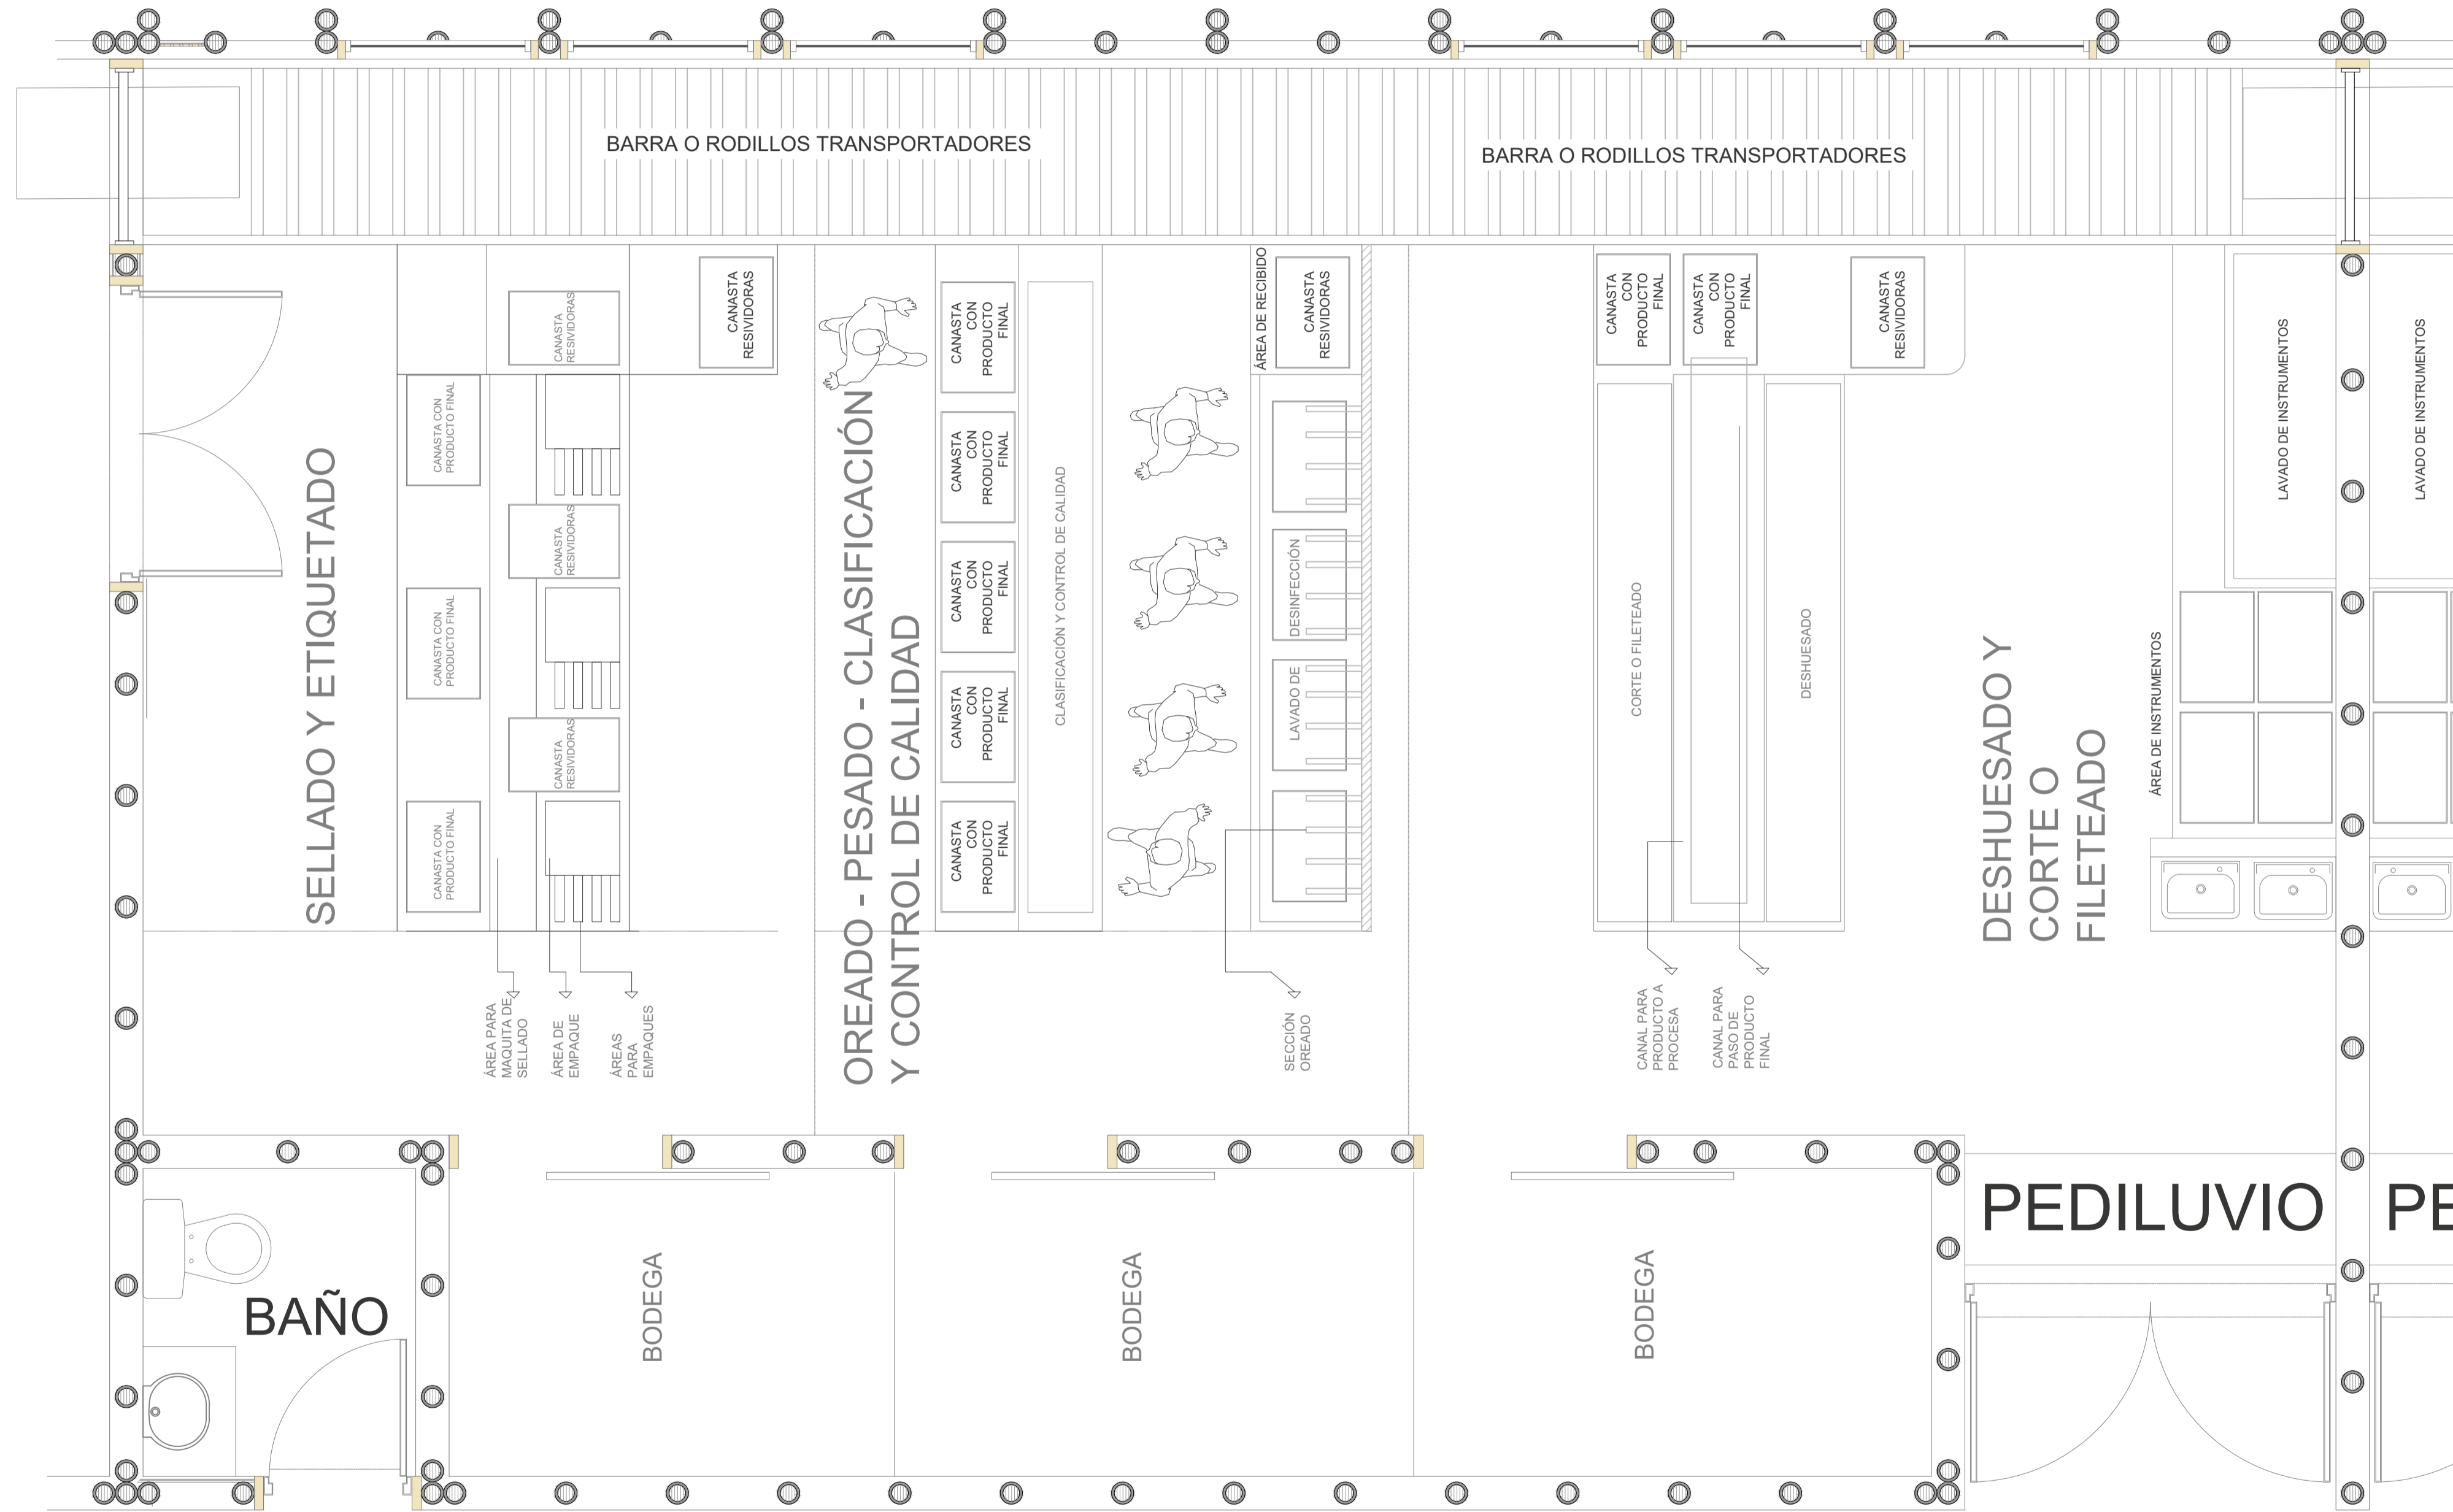 BARRA O RODILLOS TRANSPORTADORES
BARRA O RODILLOS TRANSPORTADORES
SELLADO Y ETIQUETADO
CANASTA CON
PRODUCTO FINAL
CANASTA CON
PRODUCTO FINAL
CANASTA CON
PRODUCTO FINAL
CANASTA
RESIVIDORAS
CANASTA
RESIVIDORAS
CANASTA
RESIVIDORAS
CANASTA
RESIVIDORAS
ÁREA PARA
MAQUITA DE
SELLADO
ÁREA DE
EMPAQUE
ÁREAS
PARA
EMPAQUES
OREADO - PESADO - CLASIFICACIÓN
Y CONTROL DE CALIDAD
CANASTA
CON
PRODUCTO
FINAL
CANASTA
CON
PRODUCTO
FINAL
CANASTA
CON
PRODUCTO
FINAL
CANASTA
CON
PRODUCTO
FINAL
CANASTA
CON
PRODUCTO
FINAL
CLASIFICACIÓN Y CONTROL DE CALIDAD
ÁREA DE RECIBIDO
CANASTA
RESIVIDORAS
LAVADO DE DESINFECCIÓN
SECCIÓN
OREADO
CANASTA
CON
PRODUCTO
FINAL
CANASTA
CON
PRODUCTO
FINAL
CANASTA
RESIVIDORAS
CORTE O FILETEADO
DESHUESADO
CANAL PARA
PRODUCTO A
PROCESA
CANAL PARA
PASO DE
PRODUCTO
FINAL
DESHUESADO Y
CORTE O
FILETEADO
ÁREA DE INSTRUMENTOS
LAVADO DE INSTRUMENTOS
LAVADO DE INSTRUMENTOS
BAÑO
BODEGA
BODEGA
BODEGA
PEDILUVIO
PE